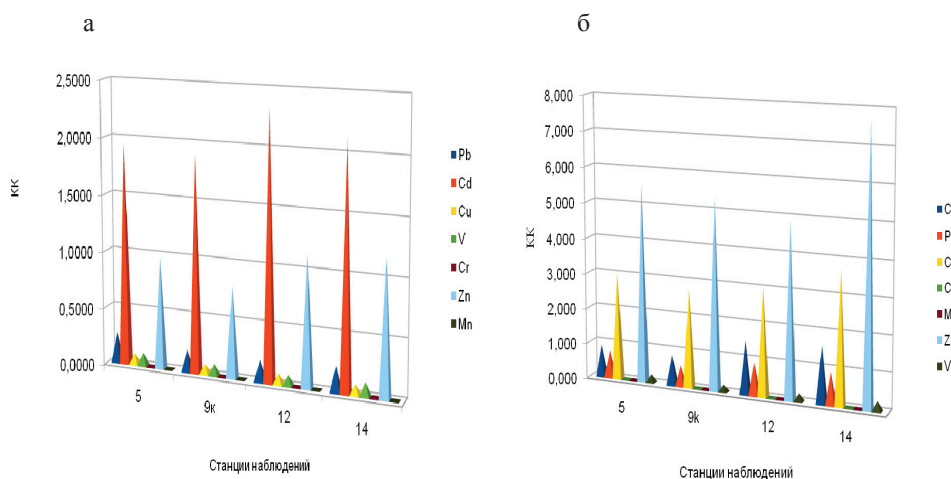 а
2,5000
2,0000
1,5000
1,0000
0,5000
0,0000
КК
5
9к
12
14
Станции наблюдений
Pb
Cd
Cu
V
Cr
Zn
Mn
б
8,000
7,000
6,000
5,000
4,000
3,000
2,000
1,000
0,000
КК
5
9к
12
14
Станции наблюдений
C
P
C
C
M
Z
V